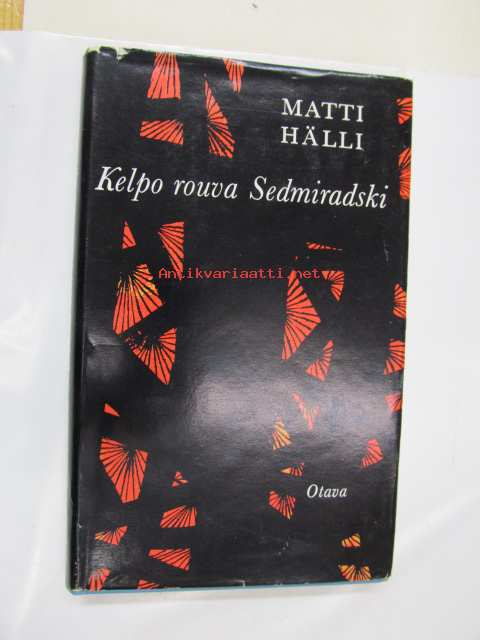 MATTI
HÄLLI
Kelpo rouva Sedmiradski
Antikvariaatti.net
Otava